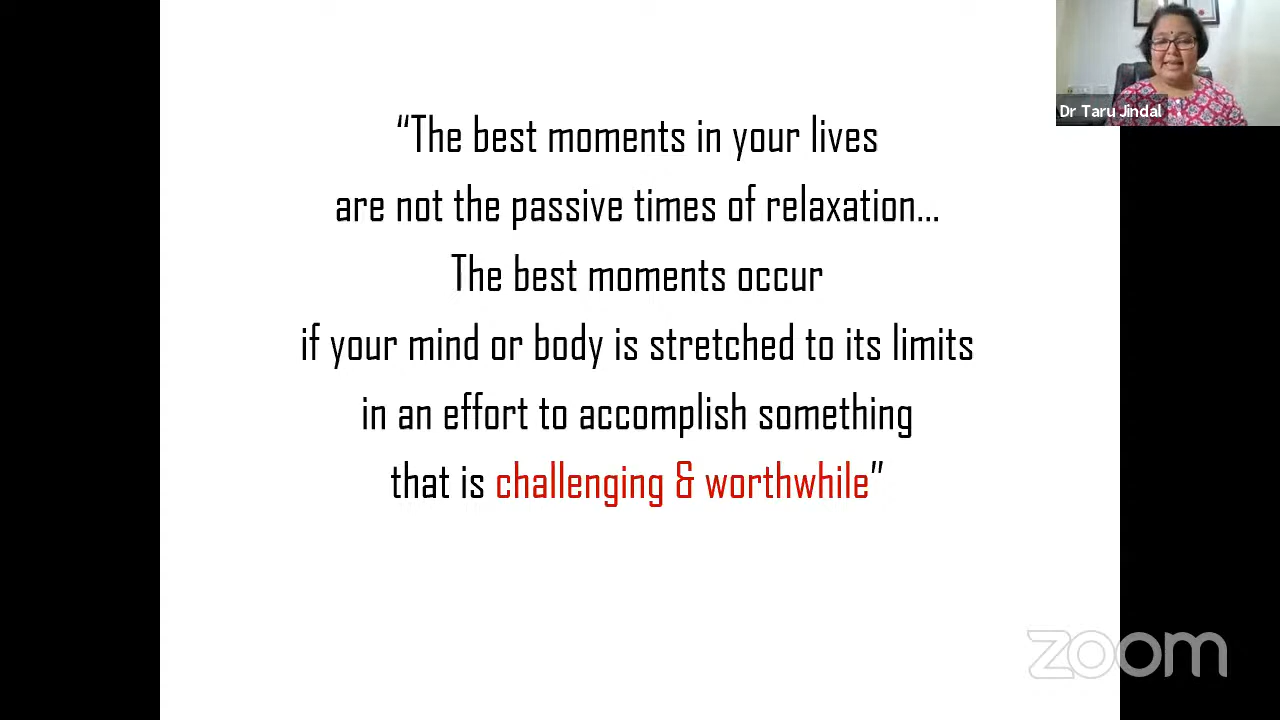 “The best moments in your lives
are not the passive times of relaxation...
The best moments occur
if your mind or body is stretched to its limits
in an effort to accomplish something
that is challenging & worthwhile”
Dr Taru Jindal
zoom